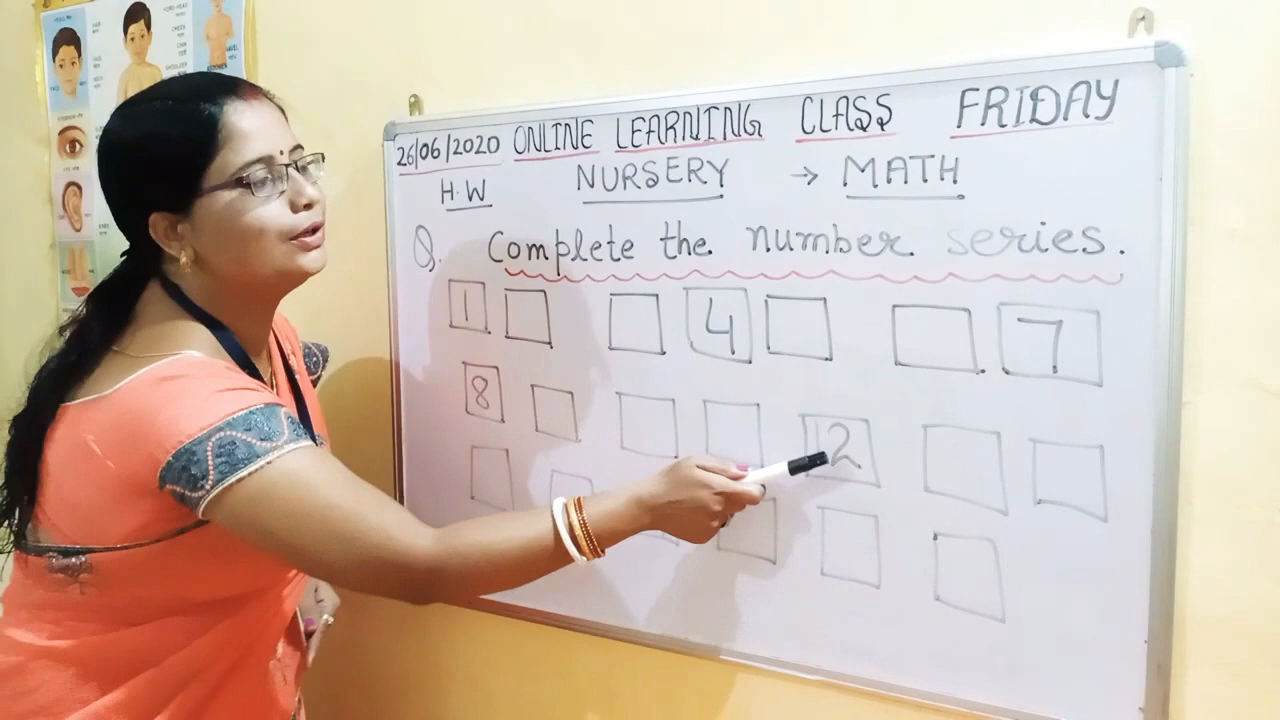 26/06/2020 ONLINE LEARNING CLASS FRIDAY
H.W NURSERY → MATH
Q. Complete the number series.
1 4 7
8 12